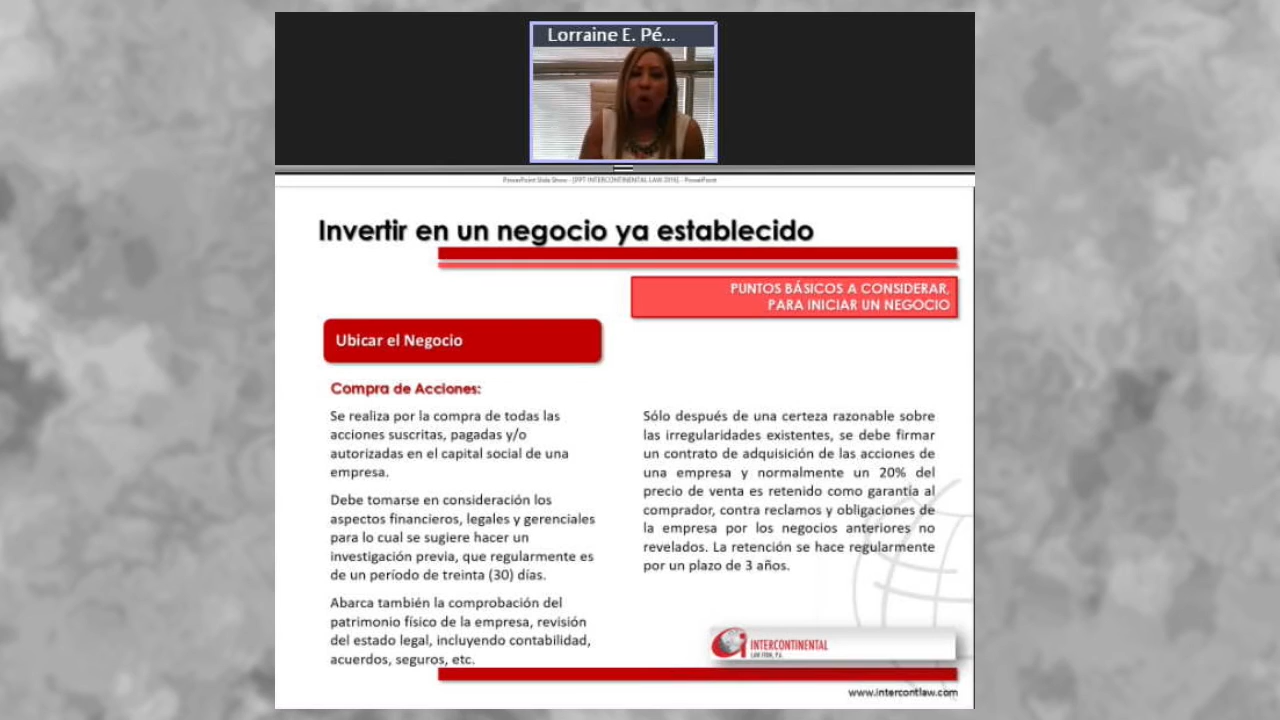 Lorraine E. Pé...
PowerPoint Slide Show - [PPT INTERCONTINENTAL LAW 2016] - PowerPoint
Invertir en un negocio ya establecido
PUNTOS BÁSICOS A CONSIDERAR,
PARA INICIAR UN NEGOCIO
Ubicar el Negocio
Compra de Acciones:
Se realiza por la compra de todas las
acciones suscritas, pagadas y/o
autorizadas en el capital social de una
empresa.
Debe tomarse en consideración los
aspectos financieros, legales y gerenciales
para lo cual se sugiere hacer un
investigación previa, que regularmente es
de un período de treinta (30) días.
Abarca también la comprobación del
patrimonio físico de la empresa, revisión
del estado legal, incluyendo contabilidad,
acuerdos, seguros, etc.
Sólo después de una certeza razonable sobre
las irregularidades existentes, se debe firmar
un contrato de adquisición de las acciones de
una empresa y normalmente un 20% del
precio de venta es retenido como garantía al
comprador, contra reclamos y obligaciones de
la empresa por los negocios anteriores no
revelados. La retención se hace regularmente
por un plazo de 3 años.
INTERCONTINENTAL
LAW FIRM, P.A.
www.intercontlaw.com